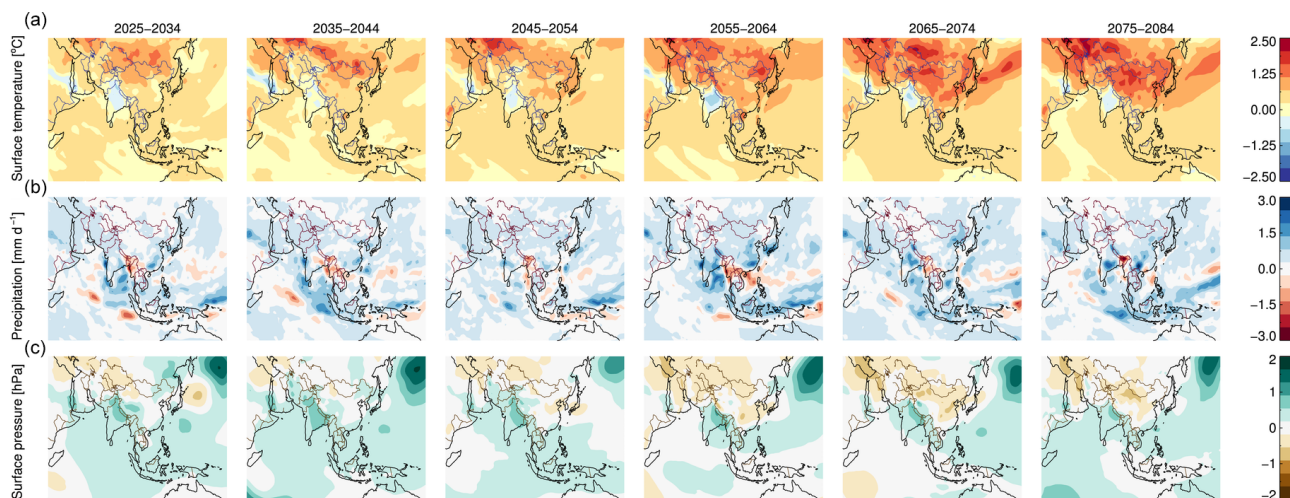 (a)
2025−2034 2035−2044 2045−2054 2055−2064 2065−2074 2075−2084
Surface temperature [ºC]
2.50
1.25
0.00
−1.25
−2.50
(b)
Precipitation [mm d⁻¹]
3.0
1.5
0.0
−1.5
−3.0
(c)
Surface pressure [hPa]
2
1
0
−1
−2